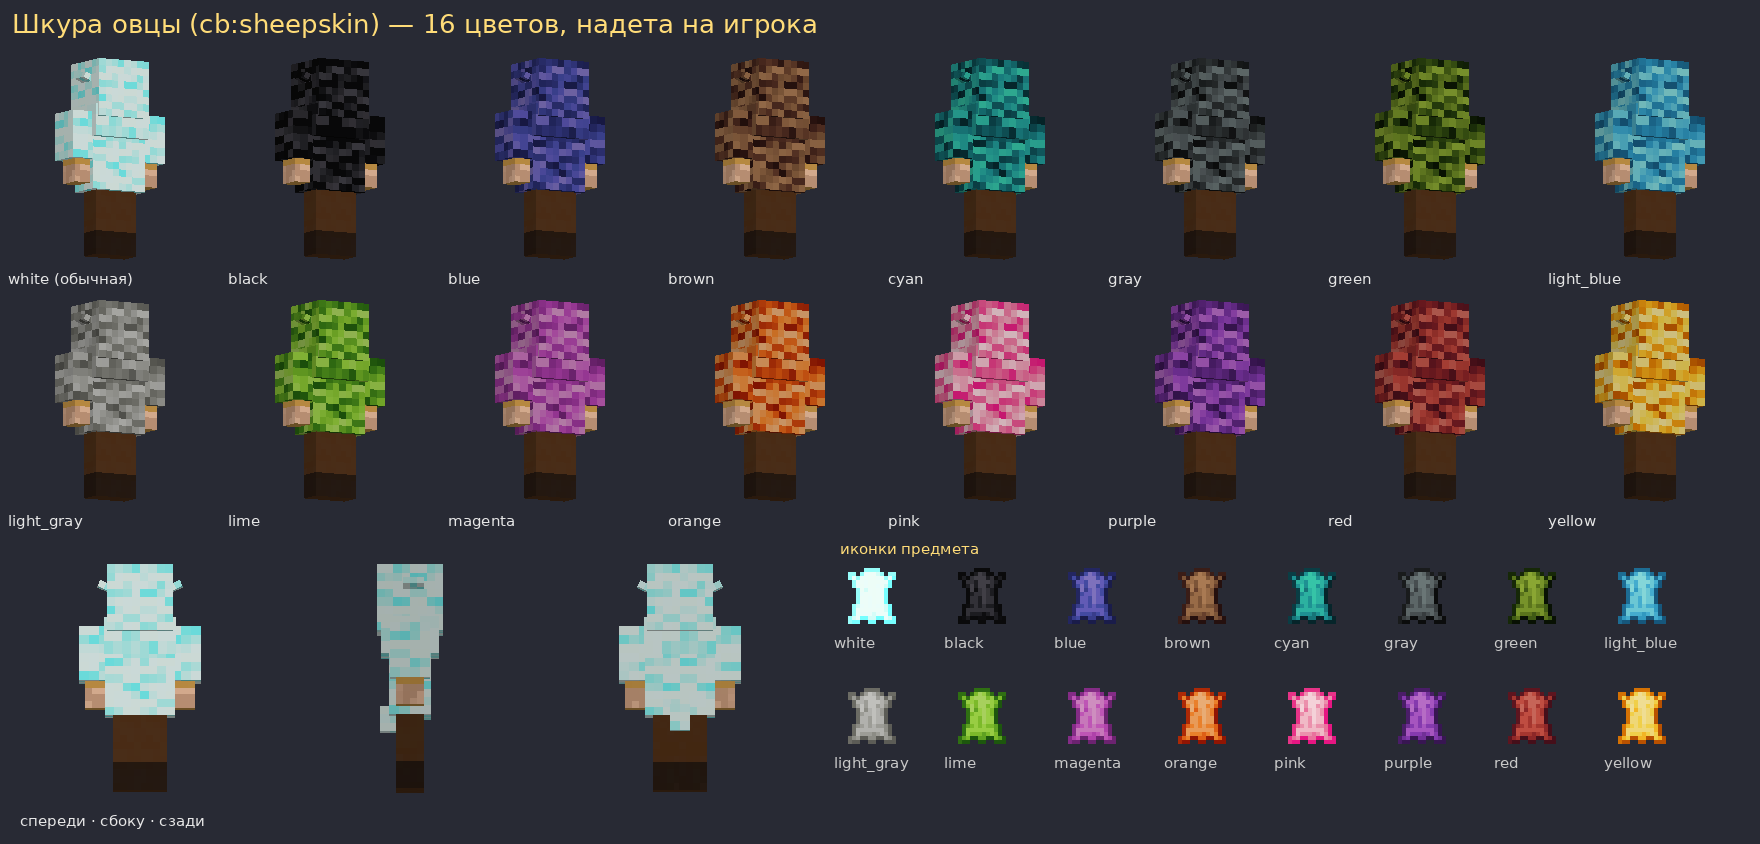 Шкура овцы (cb:sheepskin) — 16 цветов, надета на игрока
white (обычная) black blue brown cyan gray green light_blue
light_gray lime magenta orange pink purple red yellow
иконки предмета
white black blue brown cyan gray green light_blue
light_gray lime magenta orange pink purple red yellow
спереди · сбоку · сзади